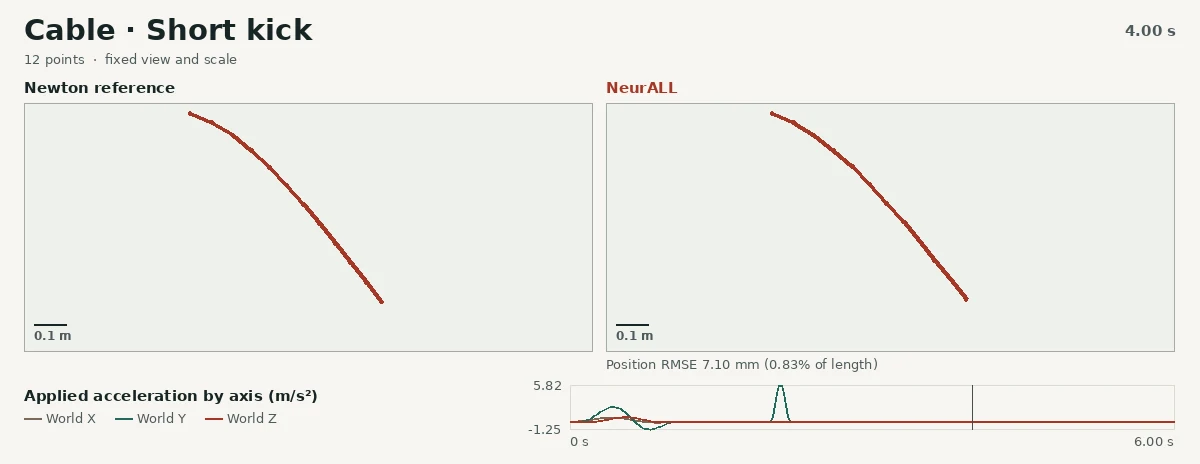 Cable · Short kick
4.00 s
12 points · fixed view and scale
Newton reference
NeurALL
0.1 m
0.1 m
Position RMSE 7.10 mm (0.83% of length)
Applied acceleration by axis (m/s²)
World X World Y World Z
5.82
-1.25
0 s
6.00 s